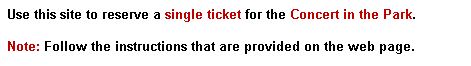 Use this site to reserve a single ticket for the Concert in the Park.
Note: Follow the instructions that are provided on the web page.